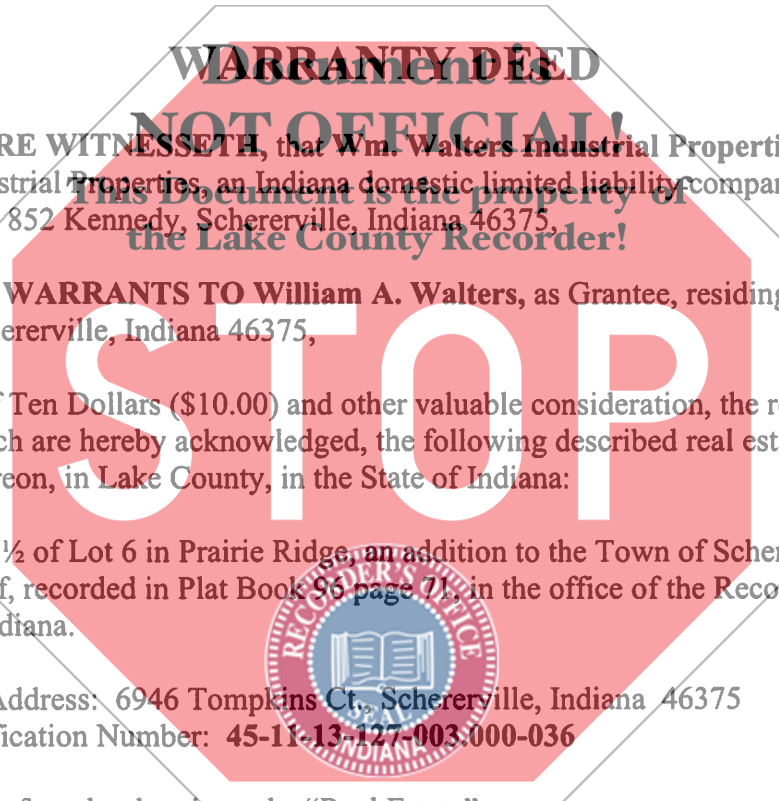 WARRANTY DEED
Document is
NOT OFFICIAL!
This Document is the property of
the Lake County Recorder!
RE WITNESSETH, that Wm. Walters Industrial Properti
strial Properties, an Indiana domestic limited liability compan
852 Kennedy, Schererville, Indiana 46375,
WARRANTS TO William A. Walters, as Grantee, residing
ererville, Indiana 46375,
STOP
f Ten Dollars ($10.00) and other valuable consideration, the re
ch are hereby acknowledged, the following described real est
reon, in Lake County, in the State of Indiana:
½ of Lot 6 in Prairie Ridge, an addition to the Town of Scher
f, recorded in Plat Book 96 page 71, in the office of the Reco
diana.
RECORDER'S OFFICE
SEAL
INDIANA
Address: 6946 Tompkins Ct., Schererville, Indiana 46375
ication Number: 45-11-13-127-003.000-036